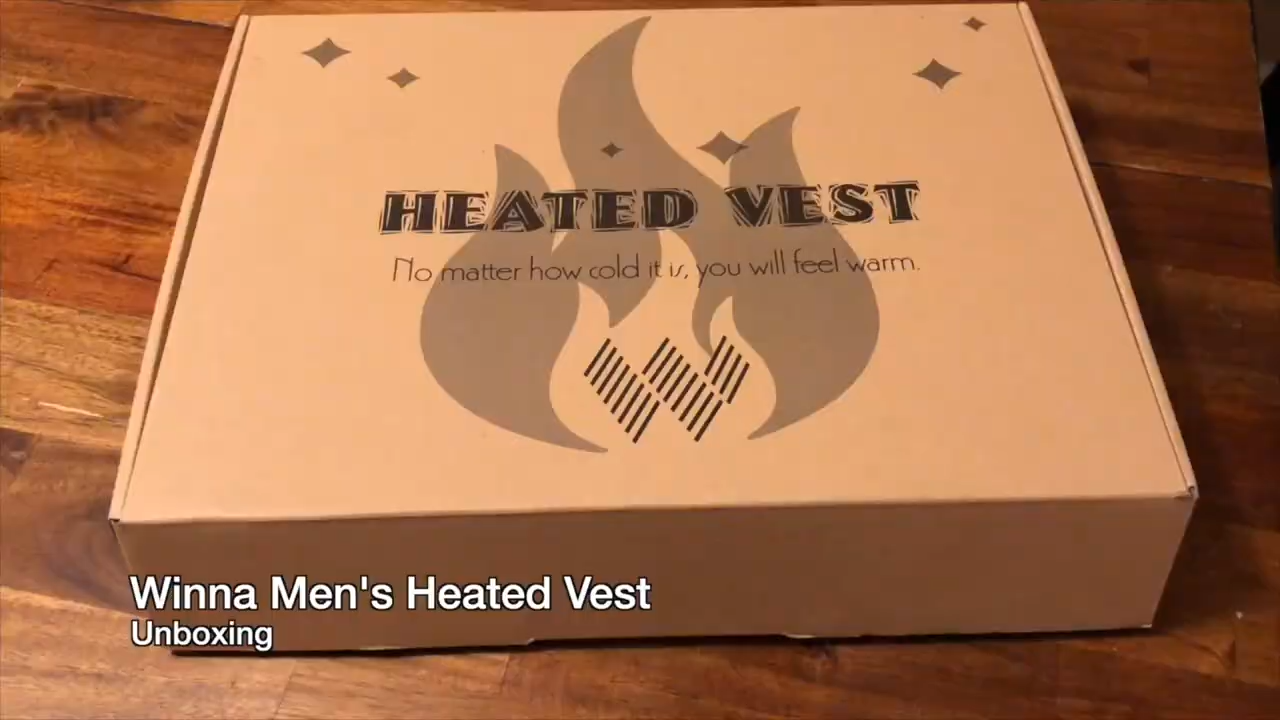 HEATED VEST
No matter how cold it is, you will feel warm.
W
Winna Men's Heated Vest
Unboxing